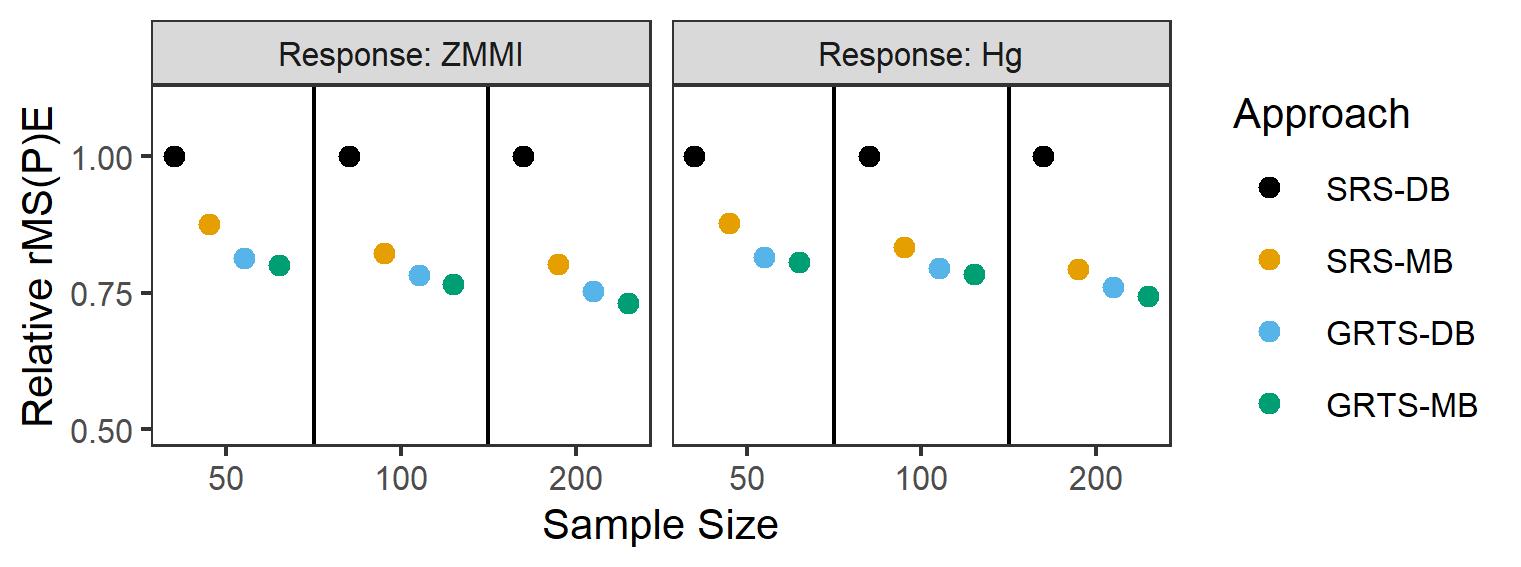 Response: ZMMI
Response: Hg
Relative rMS(P)E
1.00
0.75
0.50
50
100
200
50
100
200
Sample Size
Approach
SRS-DB
SRS-MB
GRTS-DB
GRTS-MB